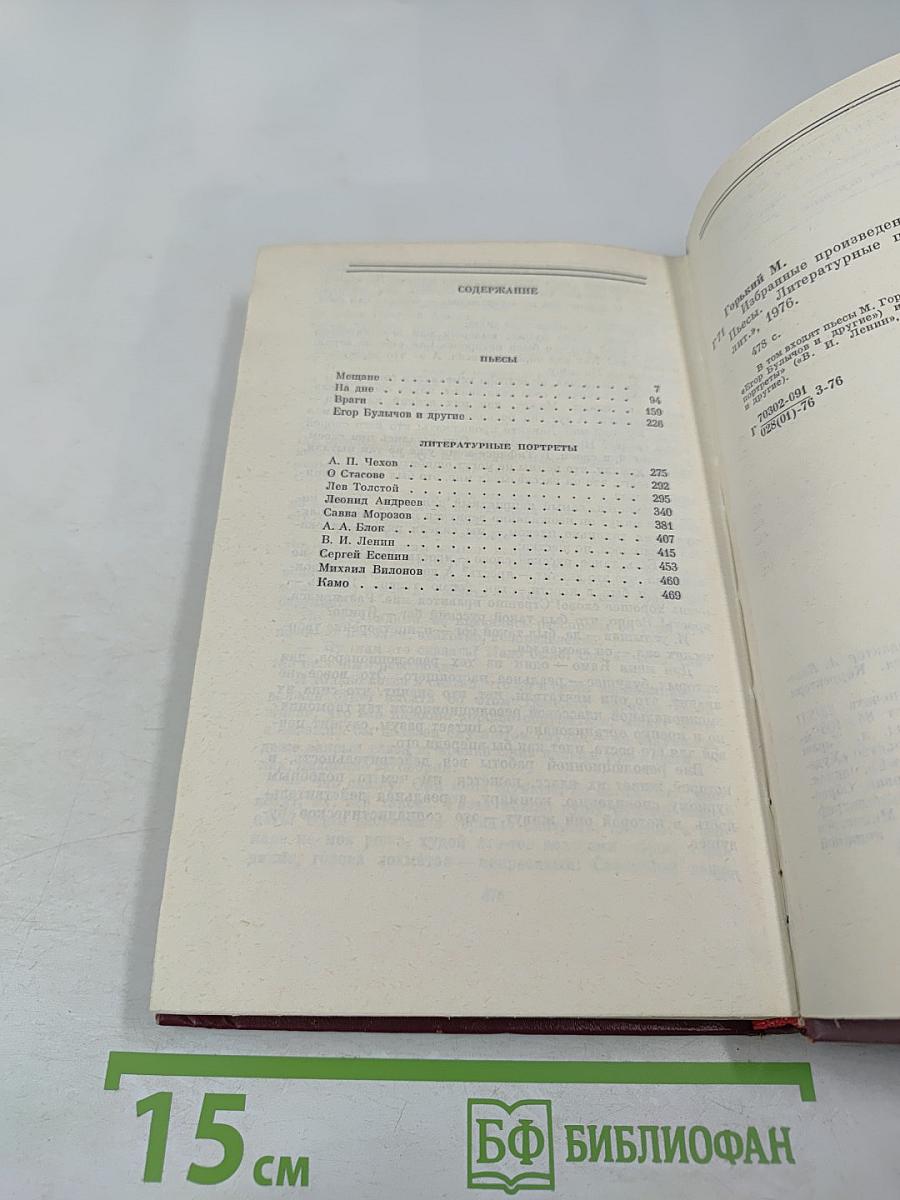 СОДЕРЖАНИЕ
ПЬЕСЫ
Мещане . . . . . . . . . . . . . . . . . . 7
На дне . . . . . . . . . . . . . . . . . . 94
Враги . . . . . . . . . . . . . . . . . . 159
Егор Булычов и другие . . . . . . . . . . . . 226
ЛИТЕРАТУРНЫЕ ПОРТРЕТЫ
А. П. Чехов . . . . . . . . . . . . . . . . 275
О Стасове . . . . . . . . . . . . . . . . 292
Лев Толстой . . . . . . . . . . . . . . . . 295
Леонид Андреев . . . . . . . . . . . . . . 340
Савва Морозов . . . . . . . . . . . . . . 381
А. А. Блок . . . . . . . . . . . . . . . . 407
В. И. Ленин . . . . . . . . . . . . . . . . 415
Сергей Есенин . . . . . . . . . . . . . . 453
Михаил Вилонов . . . . . . . . . . . . . . 460
Камо . . . . . . . . . . . . . . . . . . 469
Горький М.
Г71 Избранные произведен
Пьесы. Литературные п
лит.», 1976.
478 с.
В том входят пьесы М. Гор
«Егор Булычов и другие») и
портреты» («В. И. Ленин»,
и другие).
Г 70302-091 3-76
028(01)-76
15 см
БФ БИБЛИОФАН